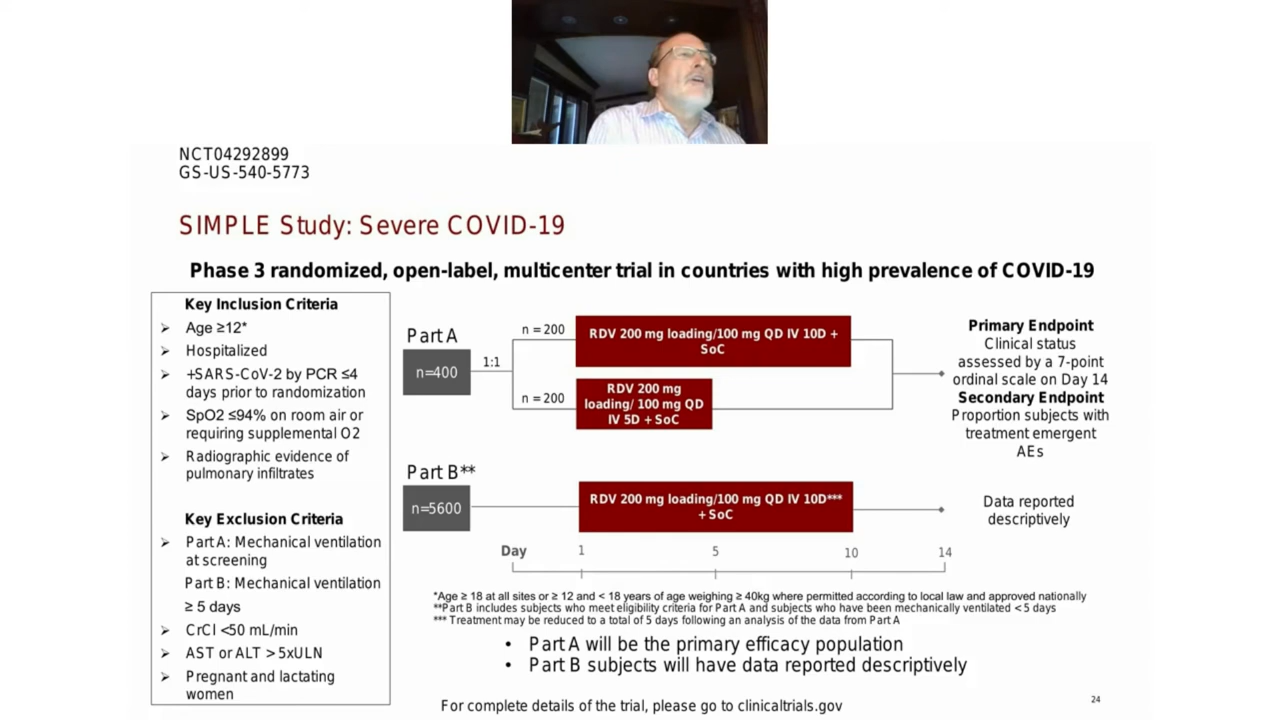 NCT04292899
GS-US-540-5773
SIMPLE Study: Severe COVID-19
Phase 3 randomized, open-label, multicenter trial in countries with high prevalence of COVID-19
Key Inclusion Criteria
➢ Age ≥12*
➢ Hospitalized
➢ +SARS-CoV-2 by PCR ≤4
days prior to randomization
➢ SpO2 ≤94% on room air or
requiring supplemental O2
➢ Radiographic evidence of
pulmonary infiltrates
Key Exclusion Criteria
➢ Part A: Mechanical ventilation
at screening
Part B: Mechanical ventilation
≥ 5 days
➢ CrCl <50 mL/min
➢ AST or ALT > 5xULN
➢ Pregnant and lactating
women
Part A
n=400
1:1
n = 200
RDV 200 mg loading/100 mg QD IV 10D +
SoC
n = 200
RDV 200 mg
loading/ 100 mg QD
IV 5D + SoC
Primary Endpoint
Clinical status
assessed by a 7-point
ordinal scale on Day 14
Secondary Endpoint
Proportion subjects with
treatment emergent
AEs
Part B**
n=5600
RDV 200 mg loading/100 mg QD IV 10D***
+ SoC
Data reported
descriptively
Day 1 5 10 14
*Age ≥ 18 at all sites or ≥ 12 and < 18 years of age weighing ≥ 40kg where permitted according to local law and approved nationally
**Part B includes subjects who meet eligibility criteria for Part A and subjects who have been mechanically ventilated < 5 days
*** Treatment may be reduced to a total of 5 days following an analysis of the data from Part A
• Part A will be the primary efficacy population
• Part B subjects will have data reported descriptively
For complete details of the trial, please go to clinicaltrials.gov
24